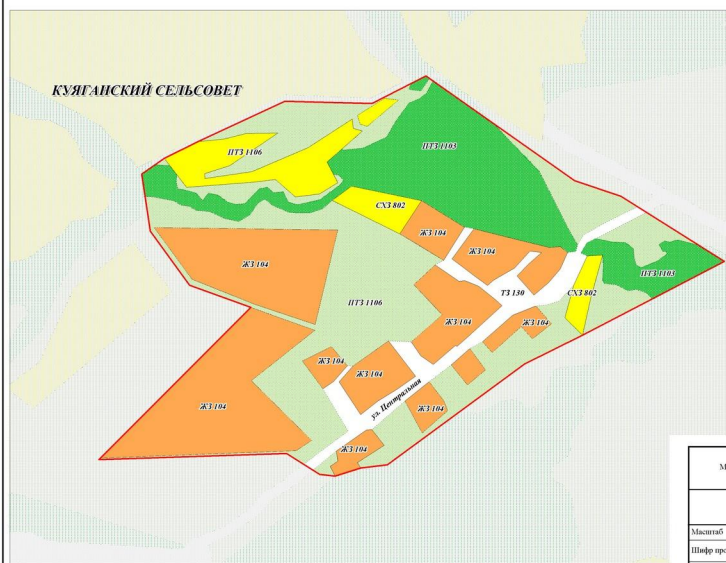 КУЯГАНСКИЙ СЕЛЬСОВЕТ
ПТЗ 1106
ПТЗ 1103
СХЗ 802
ЖЗ 104
ЖЗ 104
ЖЗ 104
ПТЗ 1103
ТЗ 130
СХЗ 802
ПТЗ 1106
ЖЗ 104
ЖЗ 104
ЖЗ 104
ЖЗ 104
ул. Центральная
ЖЗ 104
ЖЗ 104
ЖЗ 104
М
Масштаб
Шифр про